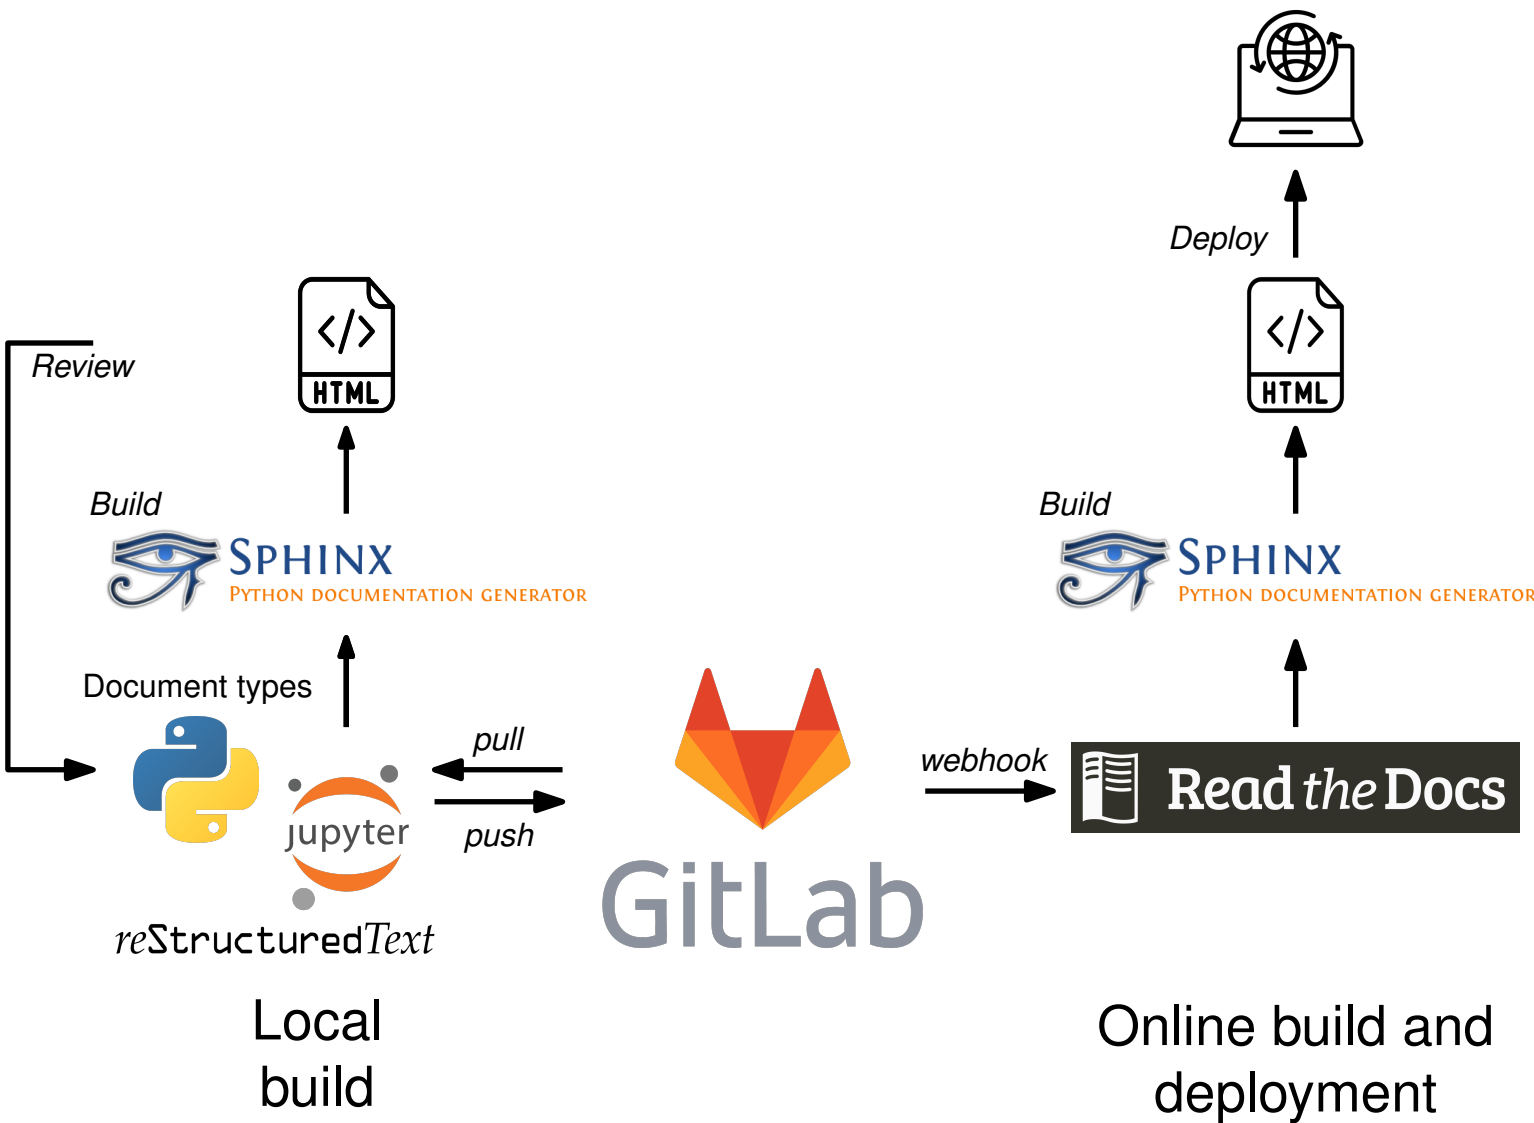 Deploy
HTML
HTML
Review
Build
SPHINX
PYTHON DOCUMENTATION GENERATOR
Build
SPHINX
PYTHON DOCUMENTATION GENERATOR
Document types
pull
push
webhook
Read the Docs
jupyter
GitLab
reStructuredText
Local
build
Online build and
deployment